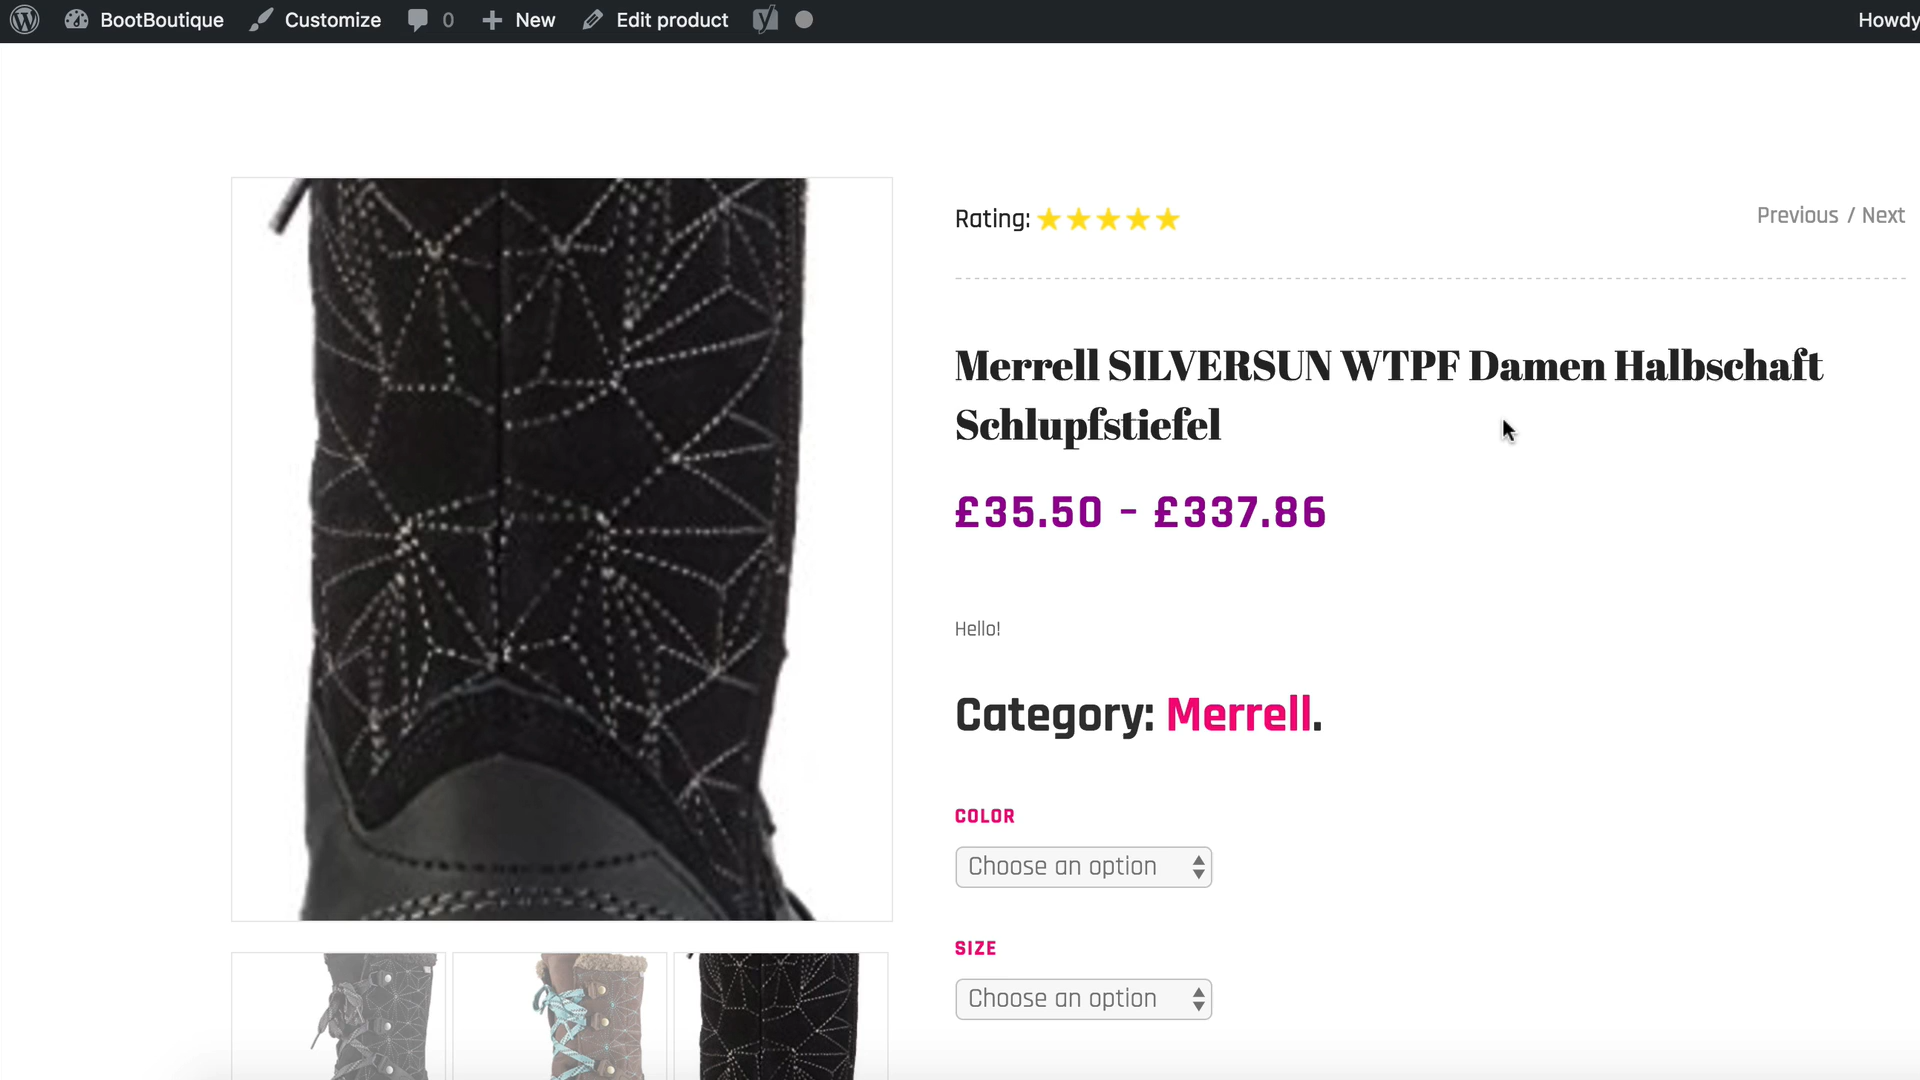 BootBoutique Customize 0 New Edit product Howdy
Rating:
Previous / Next
Merrell SILVERSUN WTPF Damen Halbschaft
Schlupfstiefel
£35.50 – £337.86
Hello!
Category: Merrell.
COLOR
Choose an option
SIZE
Choose an option